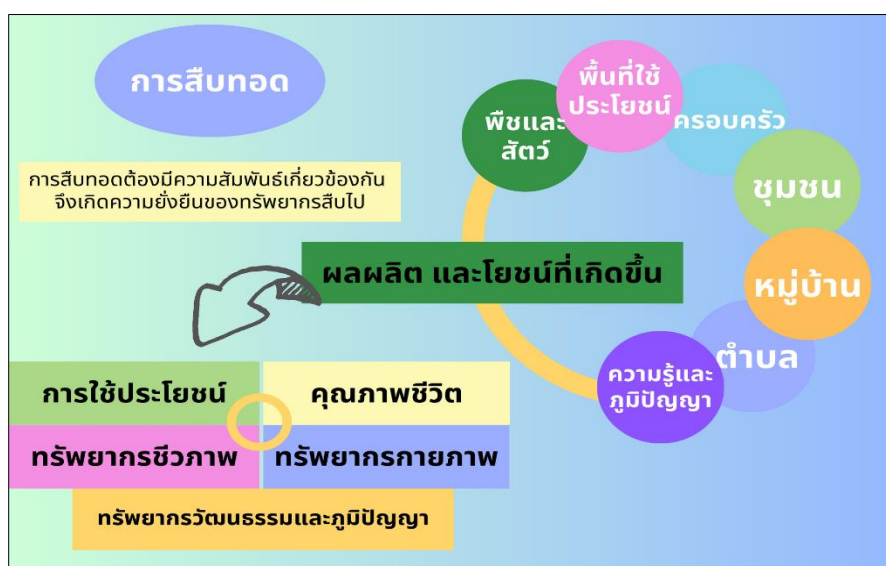 การสืบทอด
การสืบทอดต้องมีความสัมพันธ์เกี่ยวข้องกัน
จึงเกิดความยั่งยืนของทรัพยากรสืบไป
พืชและ
สัตว์
พื้นที่ใช้
ประโยชน์
ครอบครัว
ชุมชน
หมู่บ้าน
ตำบล
ความรู้และ
ภูมิปัญญา
ผลผลิต และโยชน์ที่เกิดขึ้น
การใช้ประโยชน์
คุณภาพชีวิต
ทรัพยากรชีวภาพ
ทรัพยากรกายภาพ
ทรัพยากรวัฒนธรรมและภูมิปัญญา